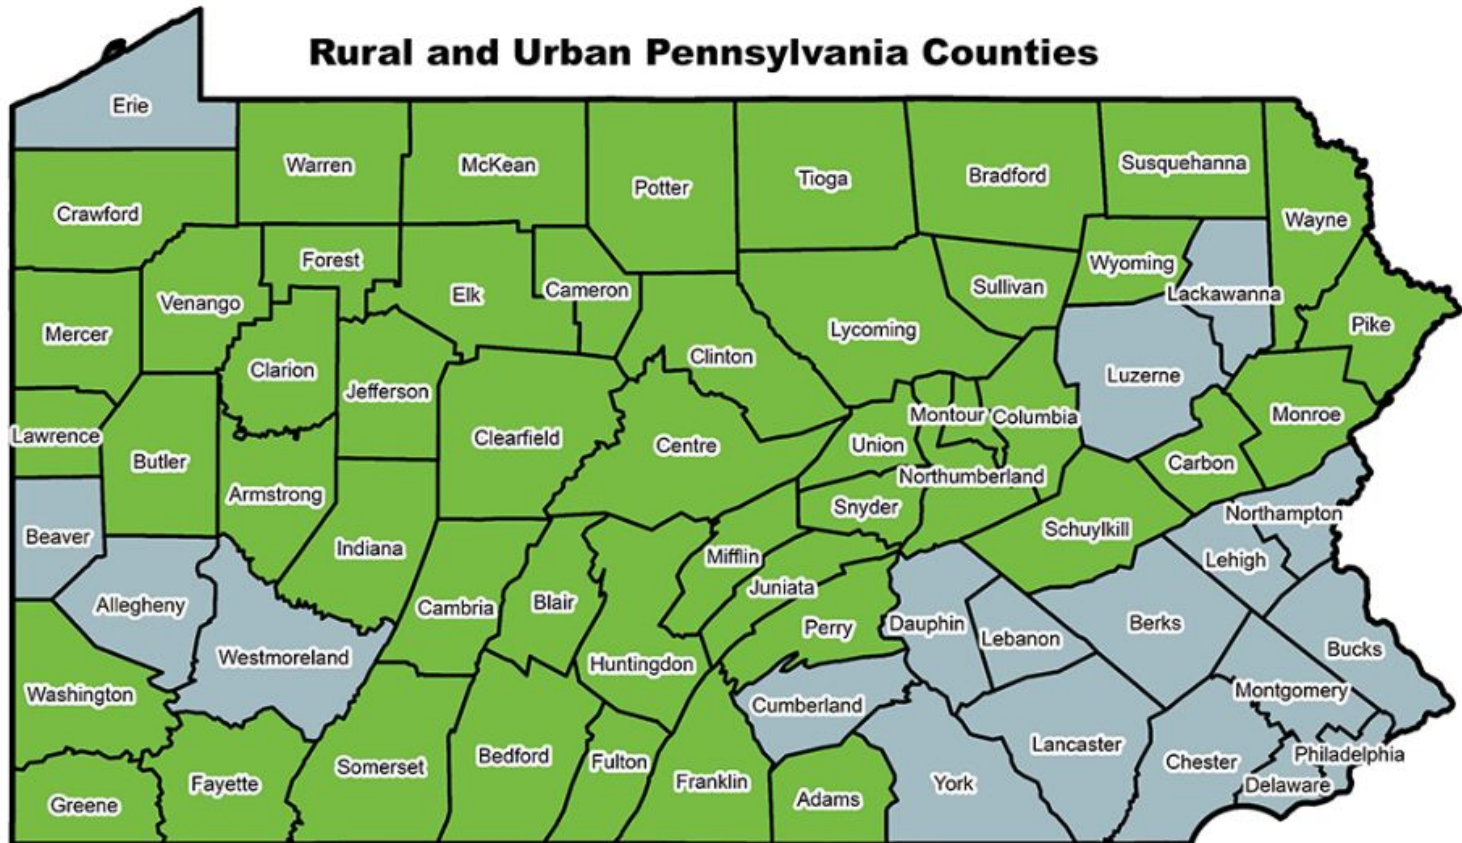 Rural and Urban Pennsylvania Counties
Erie
Warren
McKean
Potter
Tioga
Bradford
Susquehanna
Wayne
Crawford
Forest
Venango
Elk
Cameron
Sullivan
Wyoming
Lackawanna
Pike
Mercer
Clarion
Jefferson
Clinton
Lycoming
Luzerne
Monroe
Lawrence
Butler
Armstrong
Clearfield
Centre
Union
Montour
Columbia
Northumberland
Snyder
Carbon
Schuylkill
Northampton
Lehigh
Beaver
Allegheny
Indiana
Cambria
Blair
Mifflin
Juniata
Perry
Dauphin
Lebanon
Berks
Bucks
Westmoreland
Huntingdon
Washington
Cumberland
Montgomery
Lancaster
Chester
Philadelphia
Delaware
Greene
Fayette
Somerset
Bedford
Fulton
Franklin
Adams
York